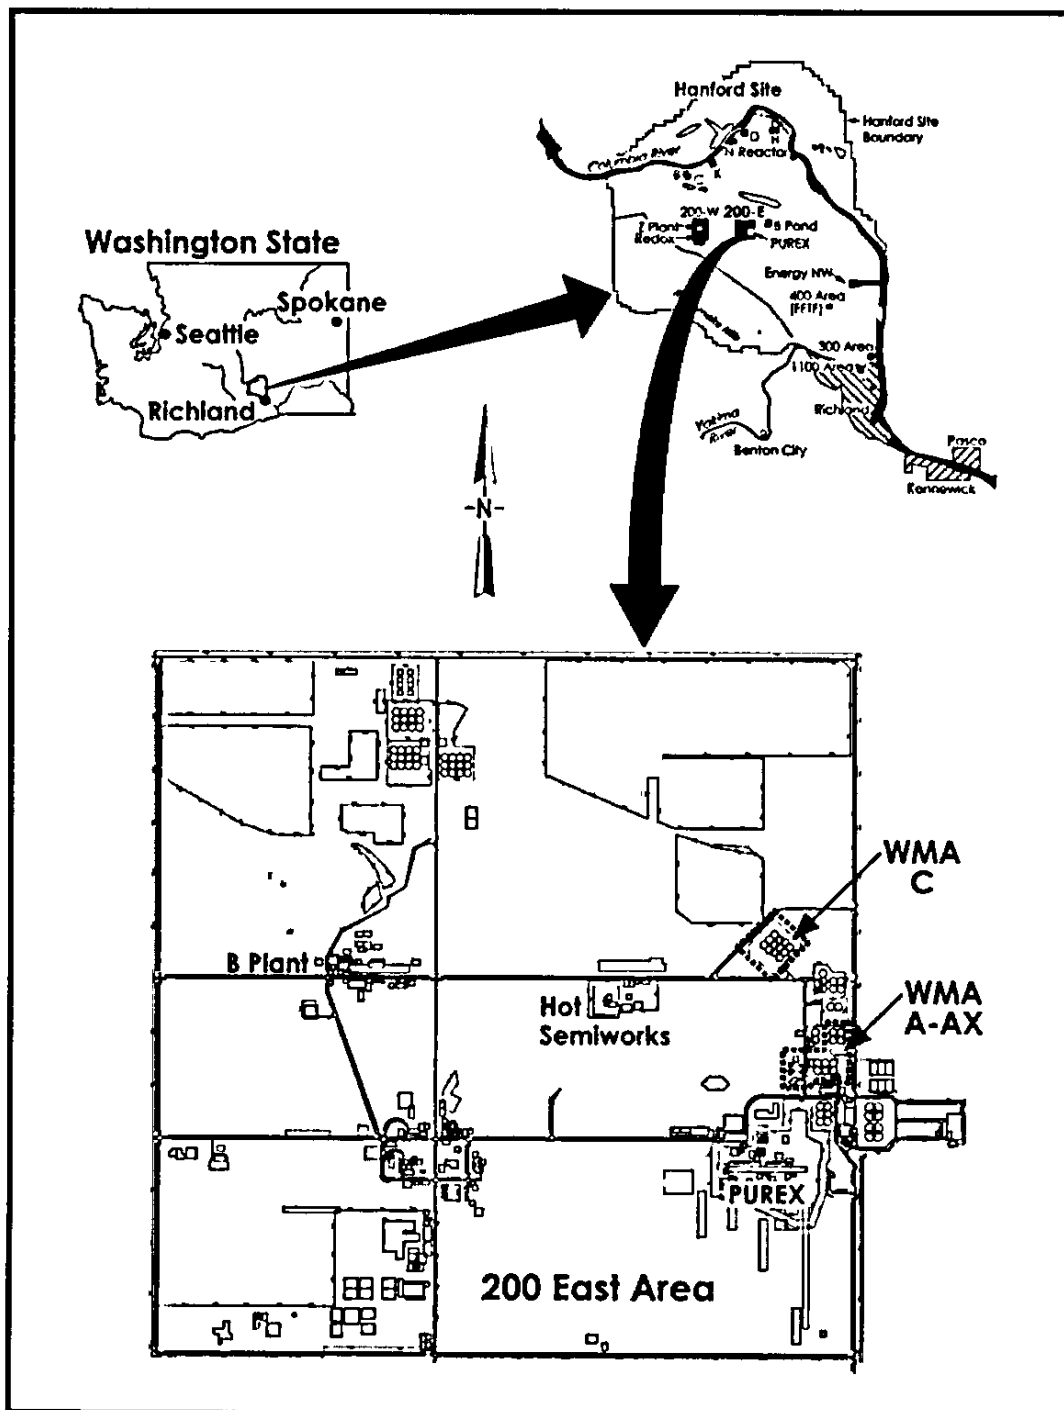 Hanford Site
Hanford Site
Boundary
Columbia River
D
H
N Reactor
K
B
C
200-W
200-E
T Plant
Redox
B Pond
PUREX
Energy NW
400 Area
[FFTF]
300 Area
1100 Area
Richland
Yakima
River
Benton City
Pasco
Kennewick
Washington State
Spokane
Seattle
Richland
-N-
WMA
C
B Plant
Hot
Semiworks
WMA
A-AX
PUREX
200 East Area